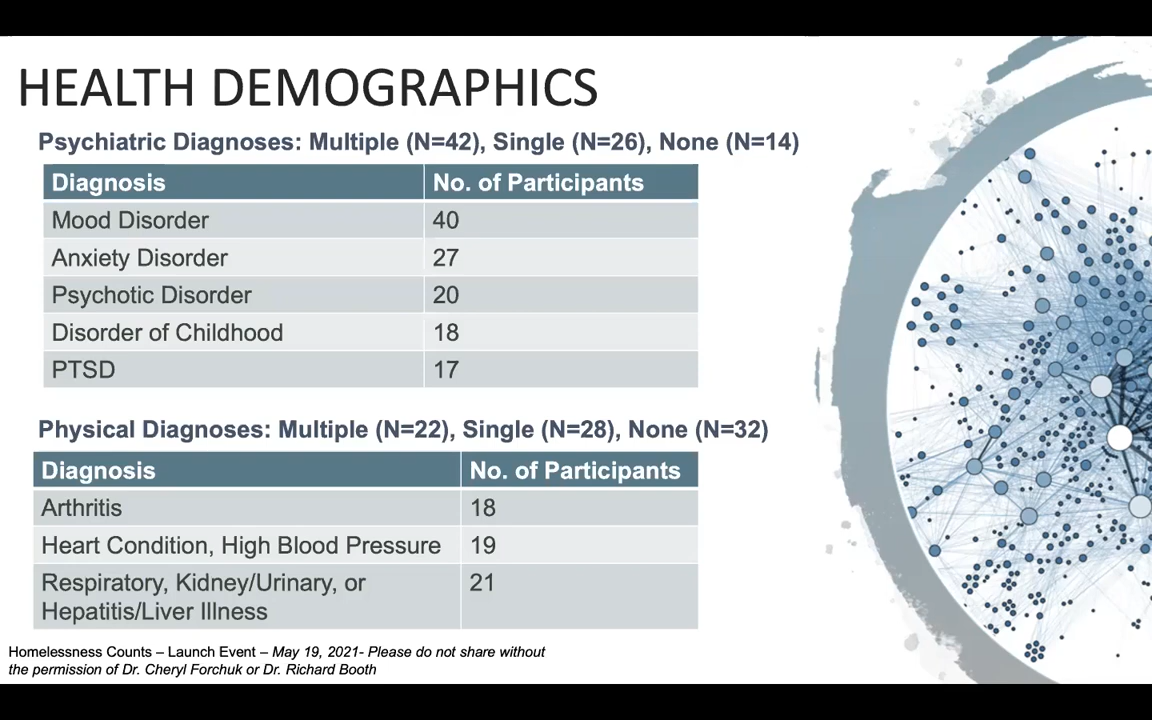 HEALTH DEMOGRAPHICS
Psychiatric Diagnoses: Multiple (N=42), Single (N=26), None (N=14)
Diagnosis No. of Participants
Mood Disorder 40
Anxiety Disorder 27
Psychotic Disorder 20
Disorder of Childhood 18
PTSD 17
Physical Diagnoses: Multiple (N=22), Single (N=28), None (N=32)
Diagnosis No. of Participants
Arthritis 18
Heart Condition, High Blood Pressure 19
Respiratory, Kidney/Urinary, or 21
Hepatitis/Liver Illness
Homelessness Counts – Launch Event – May 19, 2021- Please do not share without
the permission of Dr. Cheryl Forchuk or Dr. Richard Booth